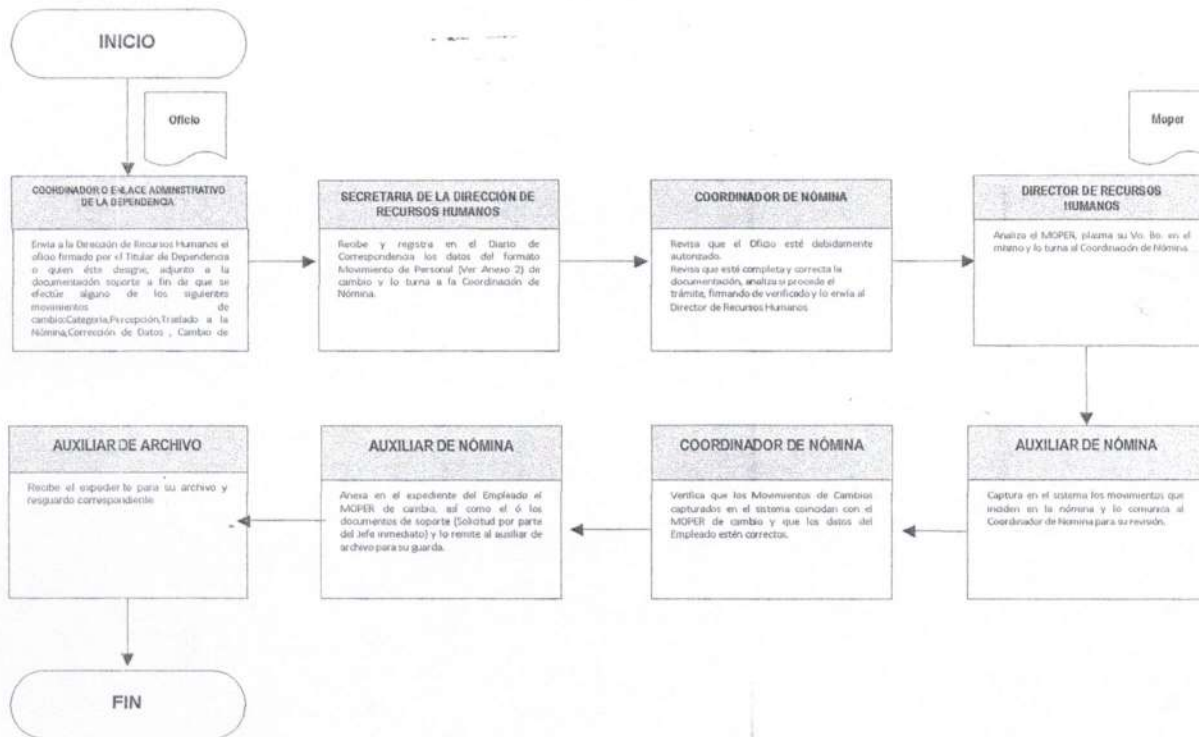 INICIO
Oficio
Moper
COORDINADOR O ENLACE ADMINISTRATIVO
DE LA DEPENDENCIA
Envía a la Dirección de Recursos Humanos el
oficio firmado por el Titular de Dependencia
o quien éste designe, adjunto a la
documentación soporte a fin de que se
efectúe alguno de los siguientes
movimientos de
cambio:Categoría,Percepción,Traslado a la
Nómina,Corrección de Datos , Cambio de
SECRETARIA DE LA DIRECCIÓN DE
RECURSOS HUMANOS
Recibe y registra en el Diario de
Correspondencia los datos del formato
Movimiento de Personal (Ver Anexo 2) de
cambio y lo turna a la Coordinación de
Nómina.
COORDINADOR DE NÓMINA
Revisa que el Oficio esté debidamente
autorizado.
Revisa que esté completa y correcta la
documentación, analiza si procede el
trámite, firmando de verificado y lo envía al
Director de Recursos Humanos
DIRECTOR DE RECURSOS
HUMANOS
Analiza el MOPER, plasma su Vo. Bo. en el
mismo y lo turna al Coordinación de Nómina.
AUXILIAR DE NÓMINA
Captura en el sistema los movimientos que
inciden en la nómina y lo comunica al
Coordinador de Nomina para su revisión.
COORDINADOR DE NÓMINA
Verifica que los Movimientos de Cambios
capturados en el sistema coincidan con el
MOPER de cambio y que los datos del
Empleado estén correctos.
AUXILIAR DE NÓMINA
Anexa en el expediente del Empleado el
MOPER de cambio, así como el ó los
documentos de soporte (Solicitud por parte
del Jefe inmediato) y lo remite al auxiliar de
archivo para su guarda.
AUXILIAR DE ARCHIVO
Recibe el expediente para su archivo y
resguardo correspondiente
FIN